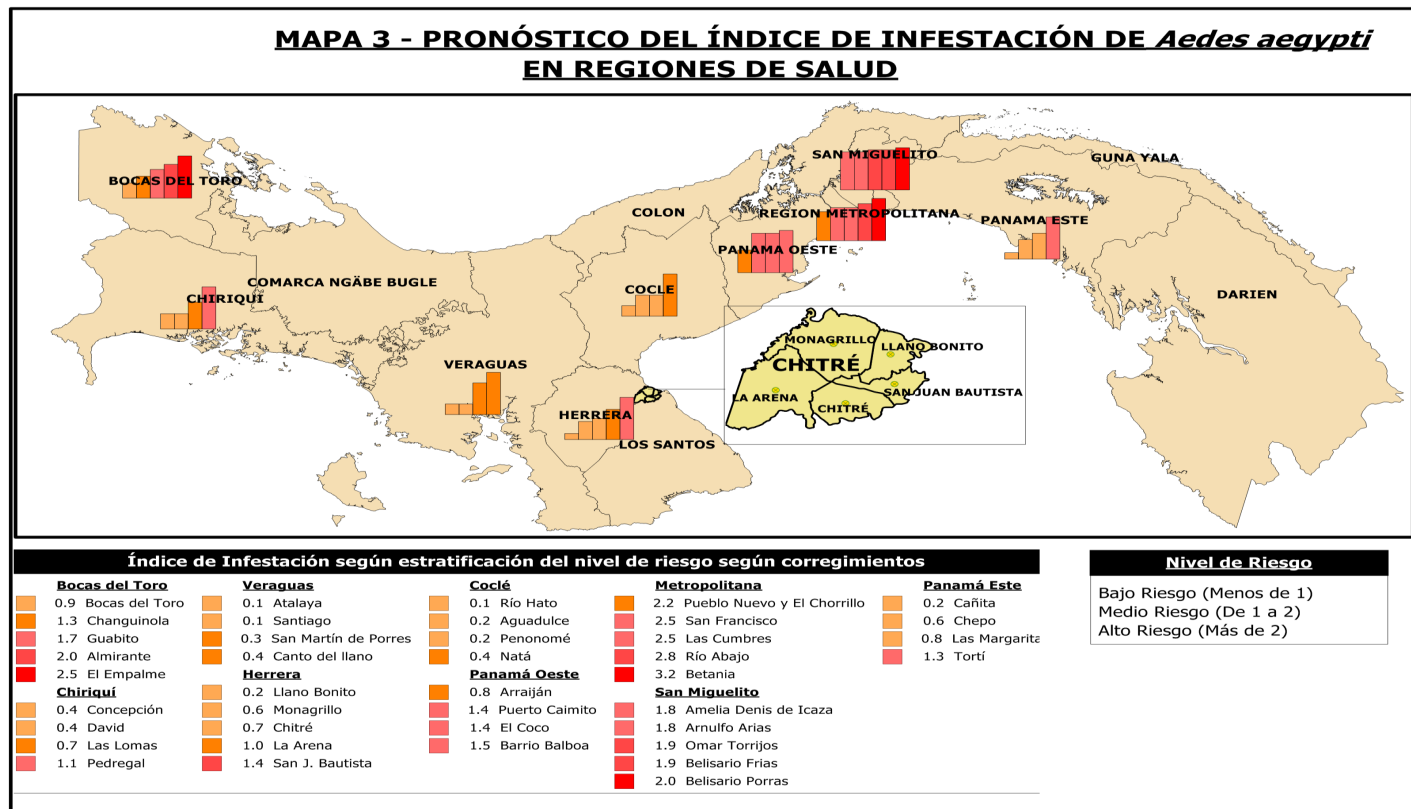 MAPA 3 - PRONÓSTICO DEL ÍNDICE DE INFESTACIÓN DE Aedes aegypti
EN REGIONES DE SALUD
BOCAS DEL TORO
CHIRIQUI
COMARCA NGÄBE BUGLE
VERAGUAS
HERRERA
LOS SANTOS
COCLE
COLON
PANAMA OESTE
REGION METROPOLITANA
SAN MIGUELITO
PANAMA ESTE
GUNA YALA
DARIEN
MONAGRILLO
LLANO BONITO
CHITRÉ
LA ARENA
SANJUAN BAUTISTA
CHITRÉ
Índice de Infestación según estratificación del nivel de riesgo según corregimientos
Bocas del Toro
0.9 Bocas del Toro
1.3 Changuinola
1.7 Guabito
2.0 Almirante
2.5 El Empalme
Chiriquí
0.4 Concepción
0.4 David
0.7 Las Lomas
1.1 Pedregal
Veraguas
0.1 Atalaya
0.1 Santiago
0.3 San Martín de Porres
0.4 Canto del llano
Herrera
0.2 Llano Bonito
0.6 Monagrillo
0.7 Chitré
1.0 La Arena
1.4 San J. Bautista
Coclé
0.1 Río Hato
0.2 Aguadulce
0.2 Penonomé
0.4 Natá
Panamá Oeste
0.8 Arraiján
1.4 Puerto Caimito
1.4 El Coco
1.5 Barrio Balboa
Metropolitana
2.2 Pueblo Nuevo y El Chorrillo
2.5 San Francisco
2.5 Las Cumbres
2.8 Río Abajo
3.2 Betania
San Miguelito
1.8 Amelia Denis de Icaza
1.8 Arnulfo Arias
1.9 Omar Torrijos
1.9 Belisario Frias
2.0 Belisario Porras
Panamá Este
0.2 Cañita
0.6 Chepo
0.8 Las Margarita
1.3 Tortí
Nivel de Riesgo
Bajo Riesgo (Menos de 1)
Medio Riesgo (De 1 a 2)
Alto Riesgo (Más de 2)